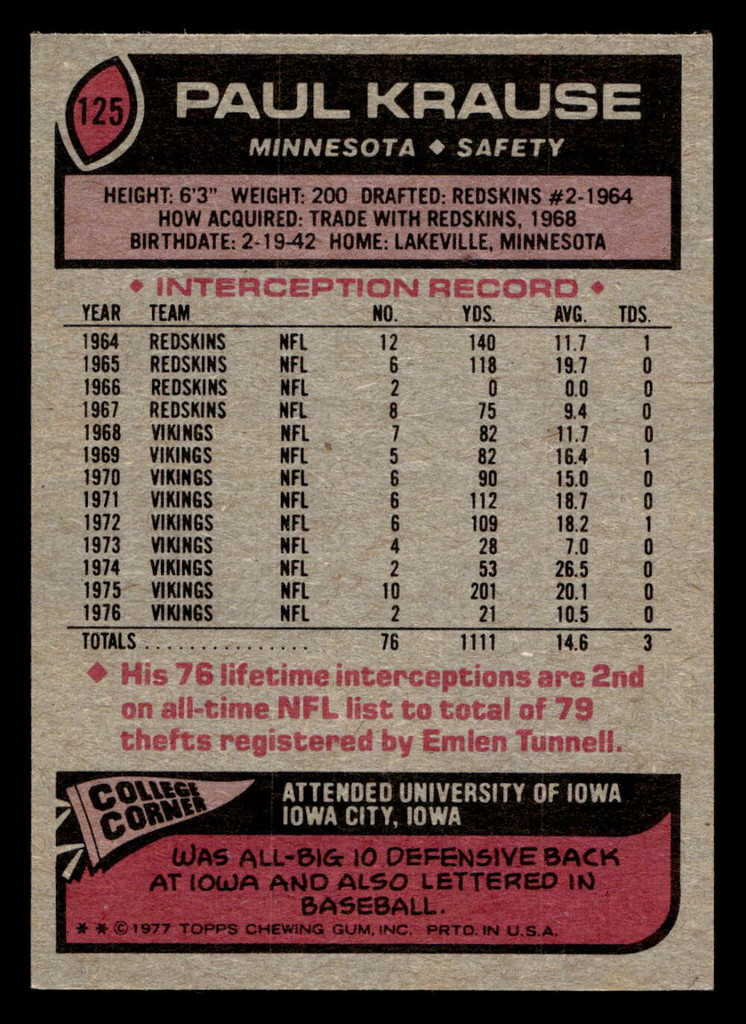 125
PAUL KRAUSE
MINNESOTA ♦ SAFETY
HEIGHT: 6'3" WEIGHT: 200 DRAFTED: REDSKINS #2-1964
HOW ACQUIRED: TRADE WITH REDSKINS, 1968
BIRTHDATE: 2-19-42 HOME: LAKEVILLE, MINNESOTA
♦ INTERCEPTION RECORD ♦
YEAR TEAM NO. YDS. AVG. TDS.
1964 REDSKINS NFL 12 140 11.7 1
1965 REDSKINS NFL 6 118 19.7 0
1966 REDSKINS NFL 2 0 0.0 0
1967 REDSKINS NFL 8 75 9.4 0
1968 VIKINGS NFL 7 82 11.7 0
1969 VIKINGS NFL 5 82 16.4 1
1970 VIKINGS NFL 6 90 15.0 0
1971 VIKINGS NFL 6 112 18.7 0
1972 VIKINGS NFL 6 109 18.2 1
1973 VIKINGS NFL 4 28 7.0 0
1974 VIKINGS NFL 2 53 26.5 0
1975 VIKINGS NFL 10 201 20.1 0
1976 VIKINGS NFL 2 21 10.5 0
TOTALS ............... 76 1111 14.6 3
♦ His 76 lifetime interceptions are 2nd
on all-time NFL list to total of 79
thefts registered by Emlen Tunnell.
COLLEGE
CORNER
ATTENDED UNIVERSITY OF IOWA
IOWA CITY, IOWA
WAS ALL-BIG 10 DEFENSIVE BACK
AT IOWA AND ALSO LETTERED IN
BASEBALL.
* * © 1977 TOPPS CHEWING GUM, INC. PRTD. IN U.S.A.